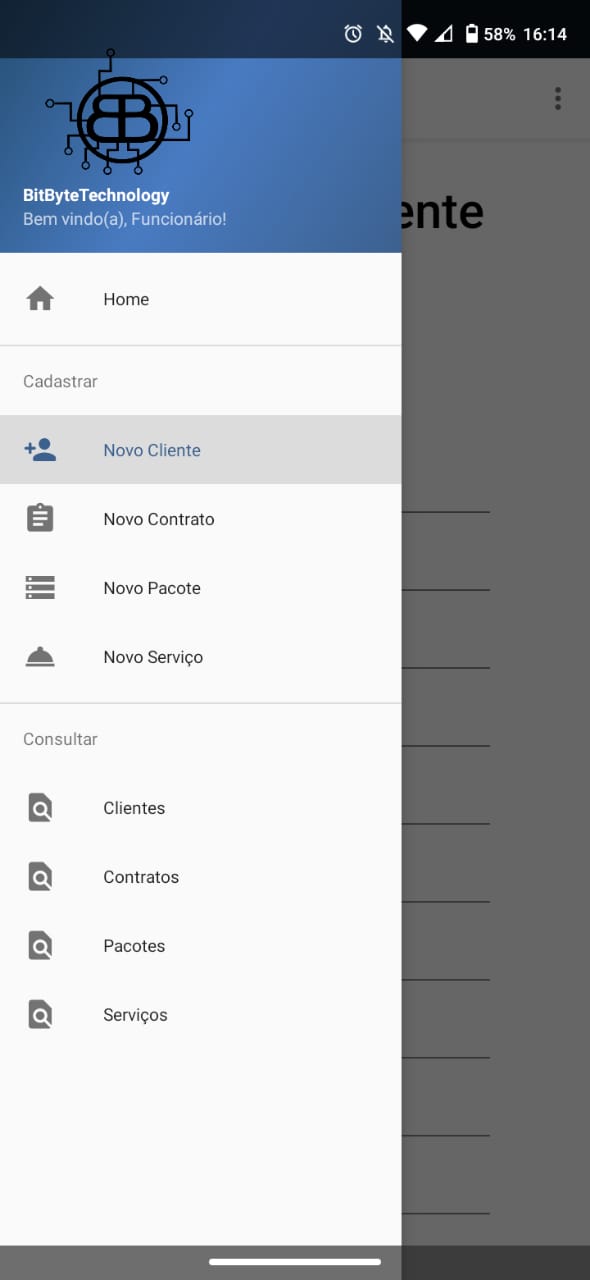 58% 16:14
ente
BitByteTechnology
Bem vindo(a), Funcionário!
Home
Cadastrar
Novo Cliente
Novo Contrato
Novo Pacote
Novo Serviço
Consultar
Clientes
Contratos
Pacotes
Serviços